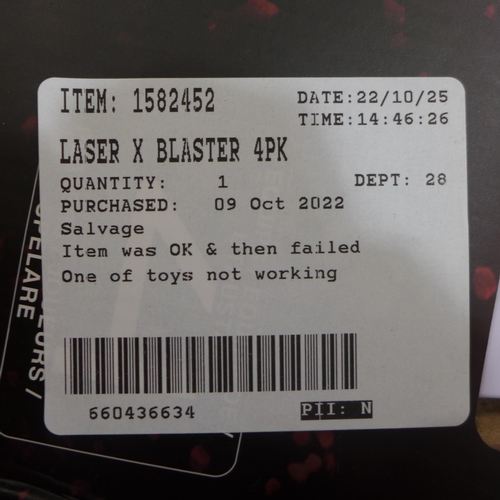 ITEM: 1582452
DATE:22/10/25
TIME:14:46:26
LASER X BLASTER 4PK
QUANTITY: 1 DEPT: 28
PURCHASED: 09 Oct 2022
Salvage
Item was OK & then failed
One of toys not working
660436634 PII: N
SPELARE